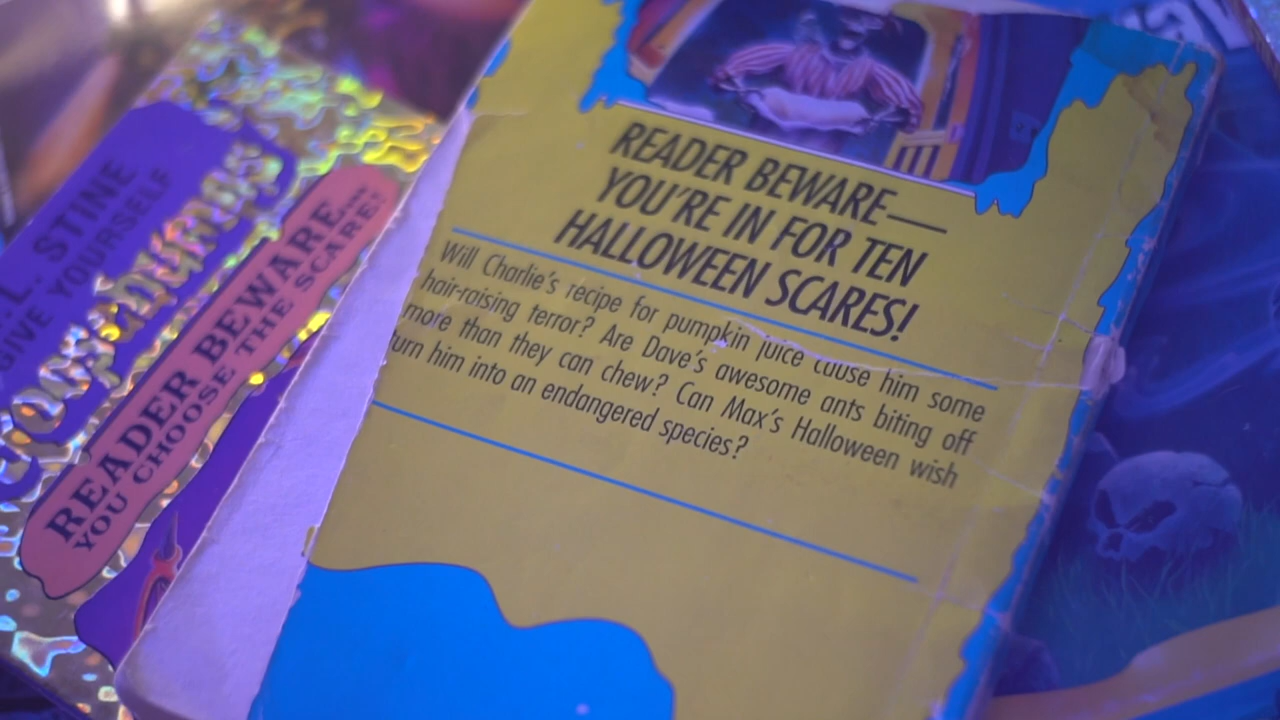 STINE
GIVE YOURSELF
Goosebumps
READER BEWARE...
YOU CHOOSE THE SCARE!
READER BEWARE—
YOU'RE IN FOR TEN
HALLOWEEN SCARES!
Will Charlie's recipe for pumpkin juice cause him some
hair-raising terror? Are Dave's awesome ants biting off
more than they can chew? Can Max's Halloween wish
turn him into an endangered species?